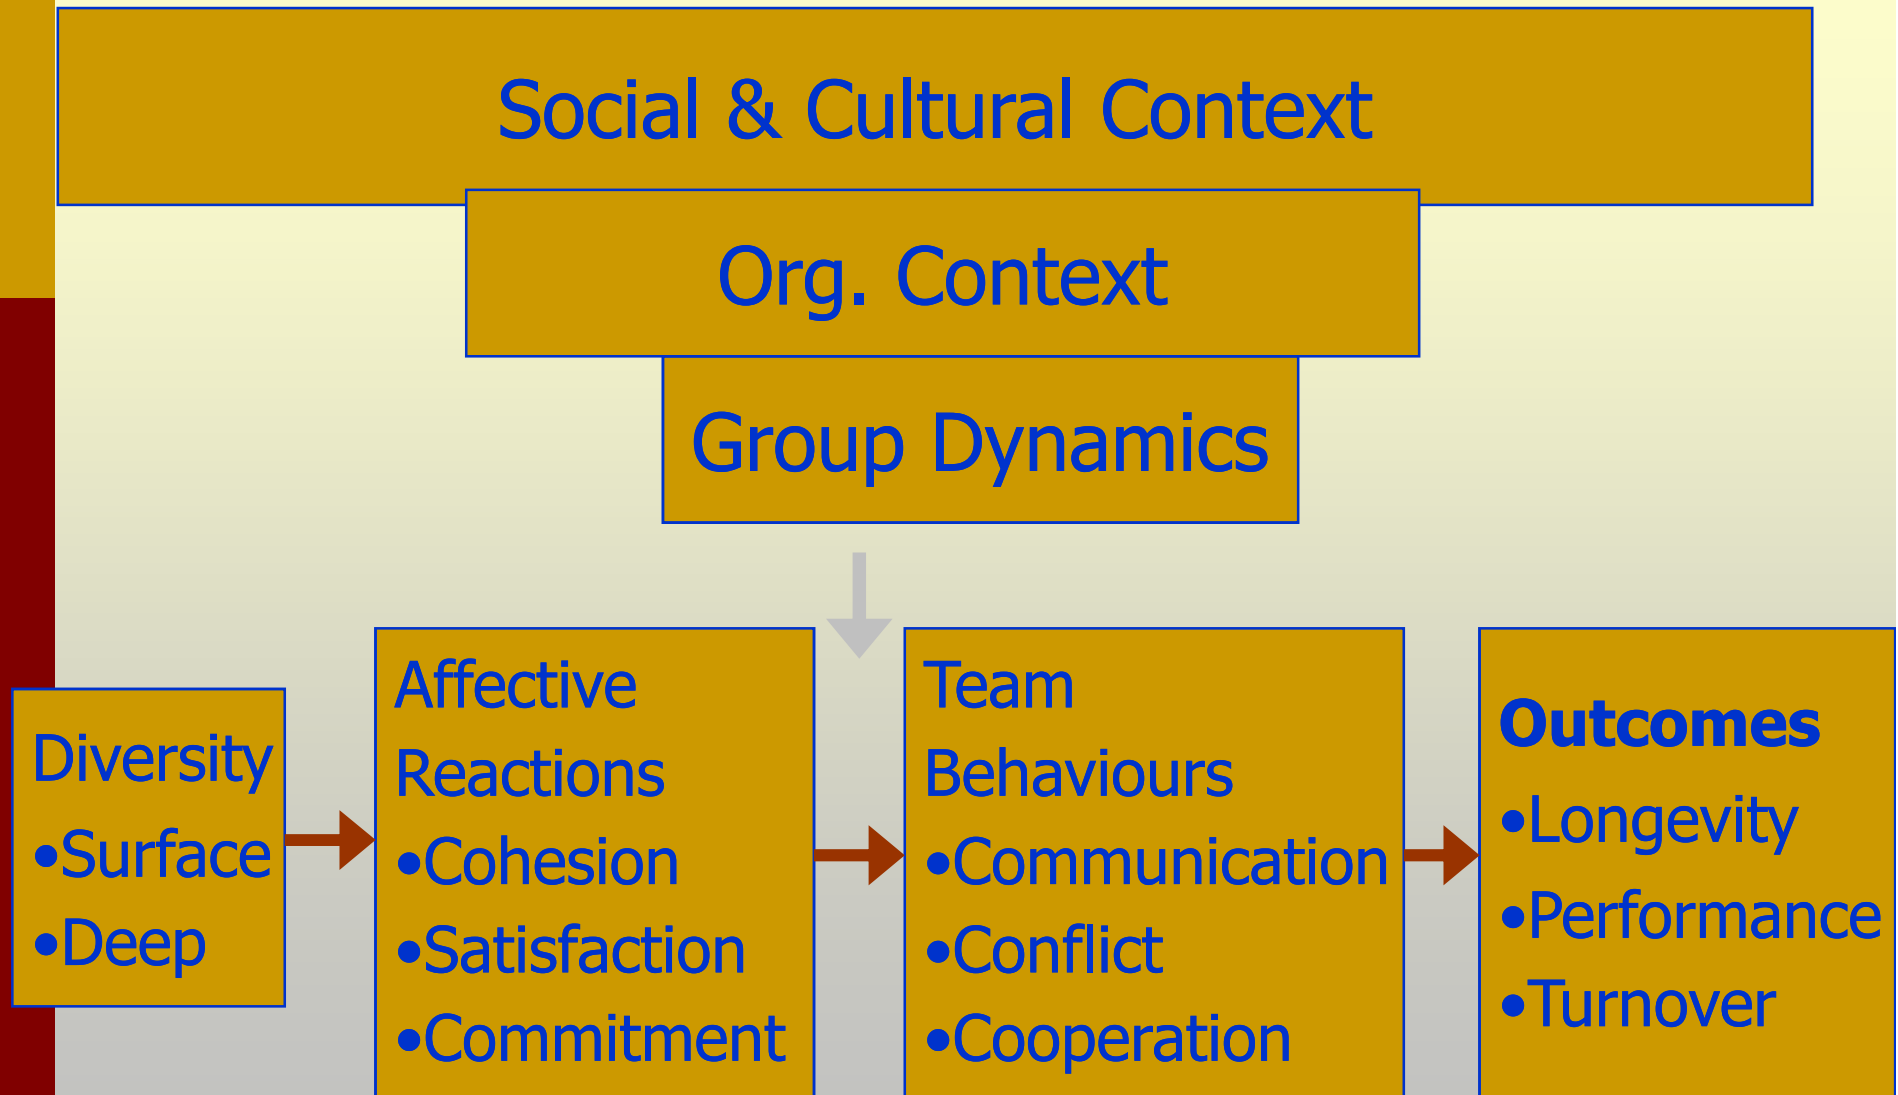 Social & Cultural Context
Org. Context
Group Dynamics
Diversity
•Surface
•Deep
Affective
Reactions
•Cohesion
•Satisfaction
•Commitment
Team
Behaviours
•Communication
•Conflict
•Cooperation
Outcomes
•Longevity
•Performance
•Turnover